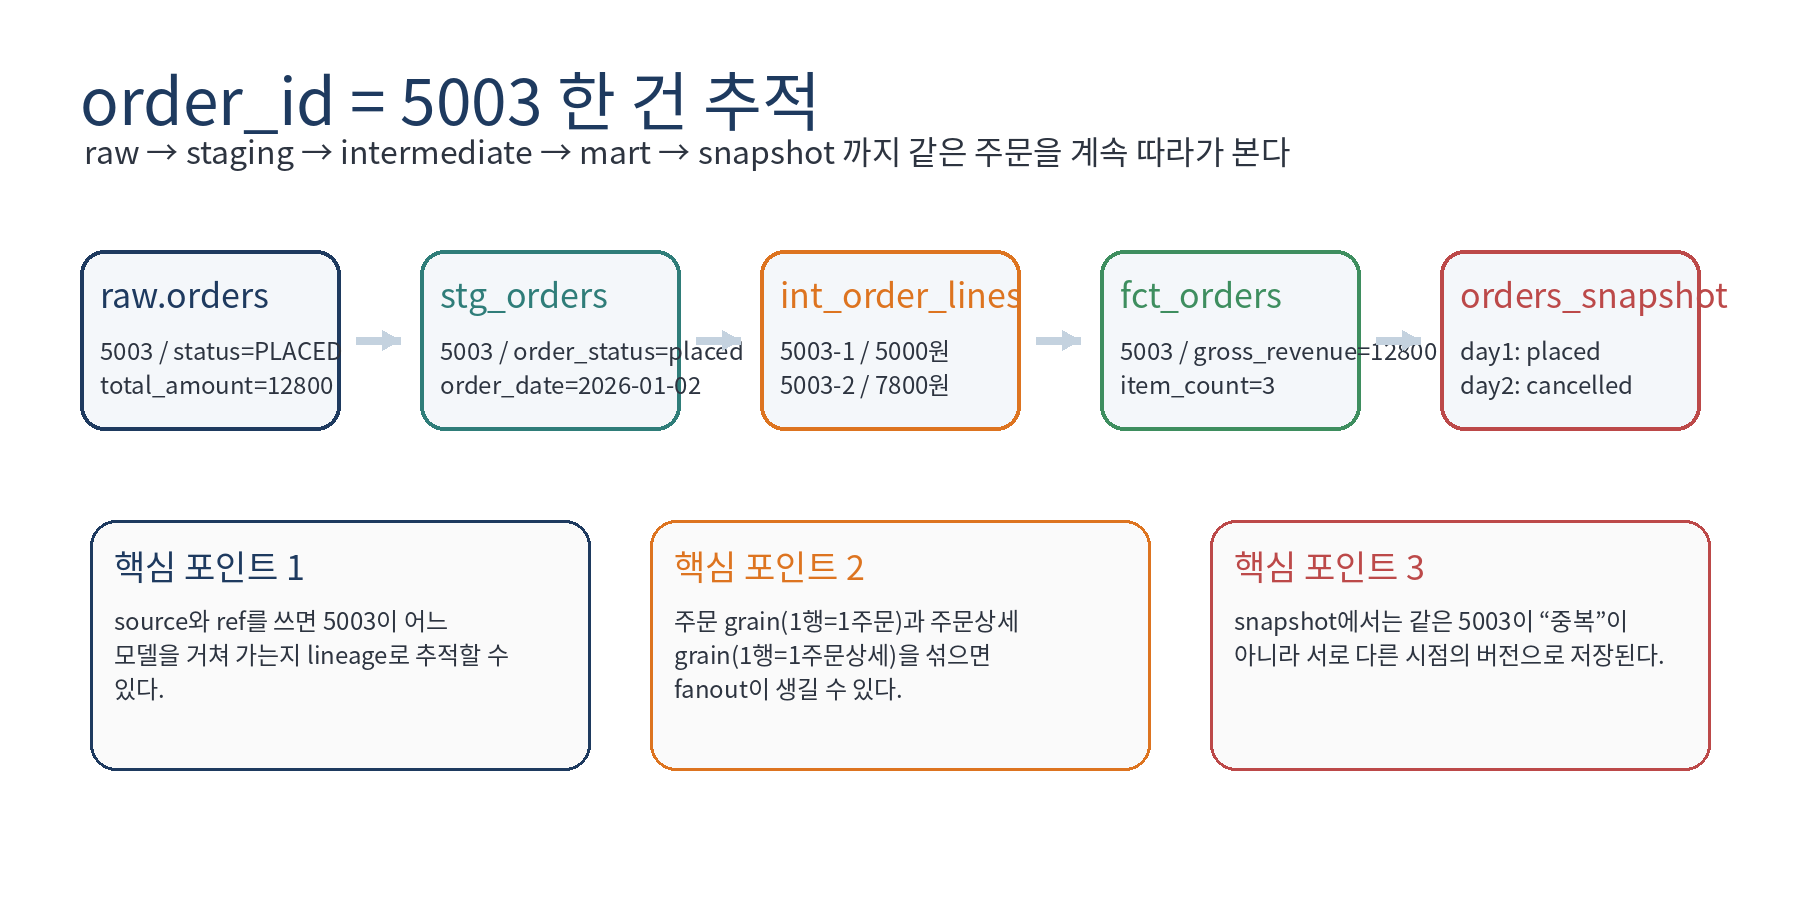 order_id = 5003 한 건 추적
raw → staging → intermediate → mart → snapshot 까지 같은 주문을 계속 따라가 본다
raw.orders
5003 / status=PLACED
total_amount=12800
stg_orders
5003 / order_status=placed
order_date=2026-01-02
int_order_lines
5003-1 / 5000원
5003-2 / 7800원
fct_orders
5003 / gross_revenue=12800
item_count=3
orders_snapshot
day1: placed
day2: cancelled
핵심 포인트 1
source와 ref를 쓰면 5003이 어느
모델을 거쳐 가는지 lineage로 추적할 수
있다.
핵심 포인트 2
주문 grain(1행=1주문)과 주문상세
grain(1행=1주문상세)을 섞으면
fanout이 생길 수 있다.
핵심 포인트 3
snapshot에서는 같은 5003이 “중복”이
아니라 서로 다른 시점의 버전으로 저장된다.